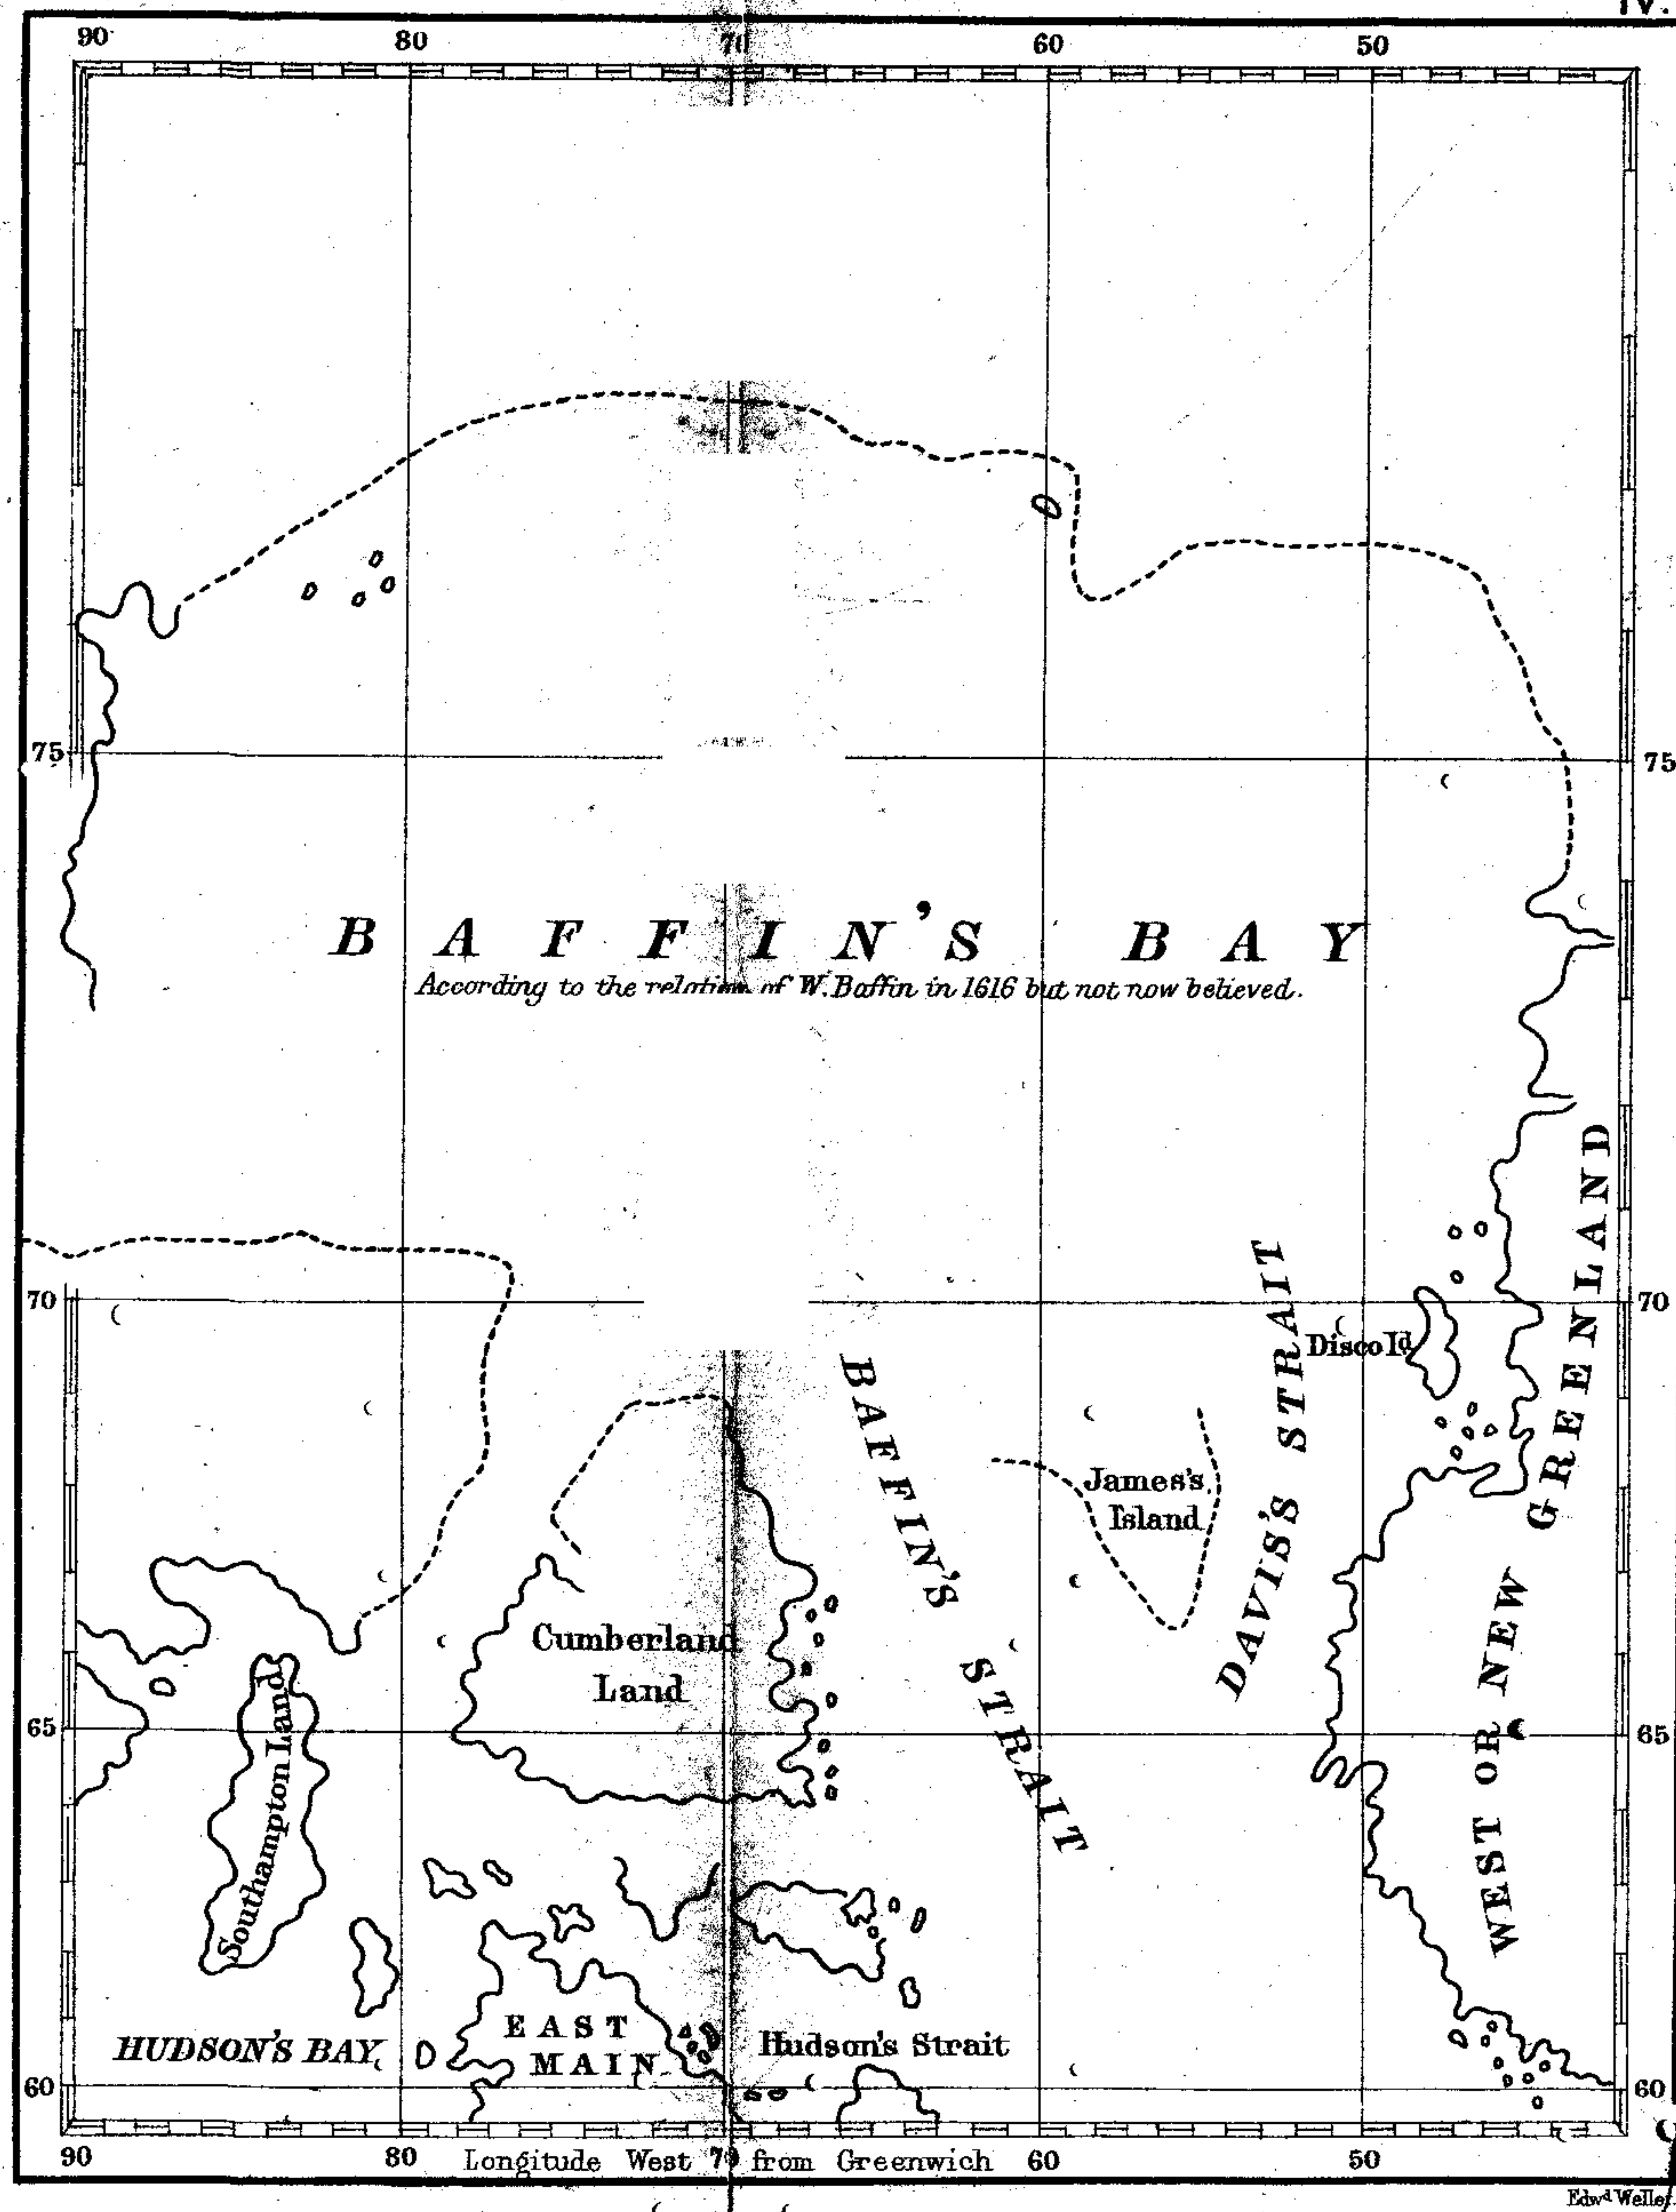 IV.
90 80 70 60 50
75 75
BAFFIN'S BAY
According to the relation of W. Baffin in 1616 but not now believed.
70 70
Disco Id.
BAFFIN'S STRAIT
DAVIS'S STRAIT
James's
Island
WEST OR NEW GREENLAND
Cumberland
Land
65 65
Southampton Land
HUDSON'S BAY
EAST
MAIN
Hudson's Strait
60 60
90 80 70 60 50
Longitude West from Greenwich
Edwd Weller